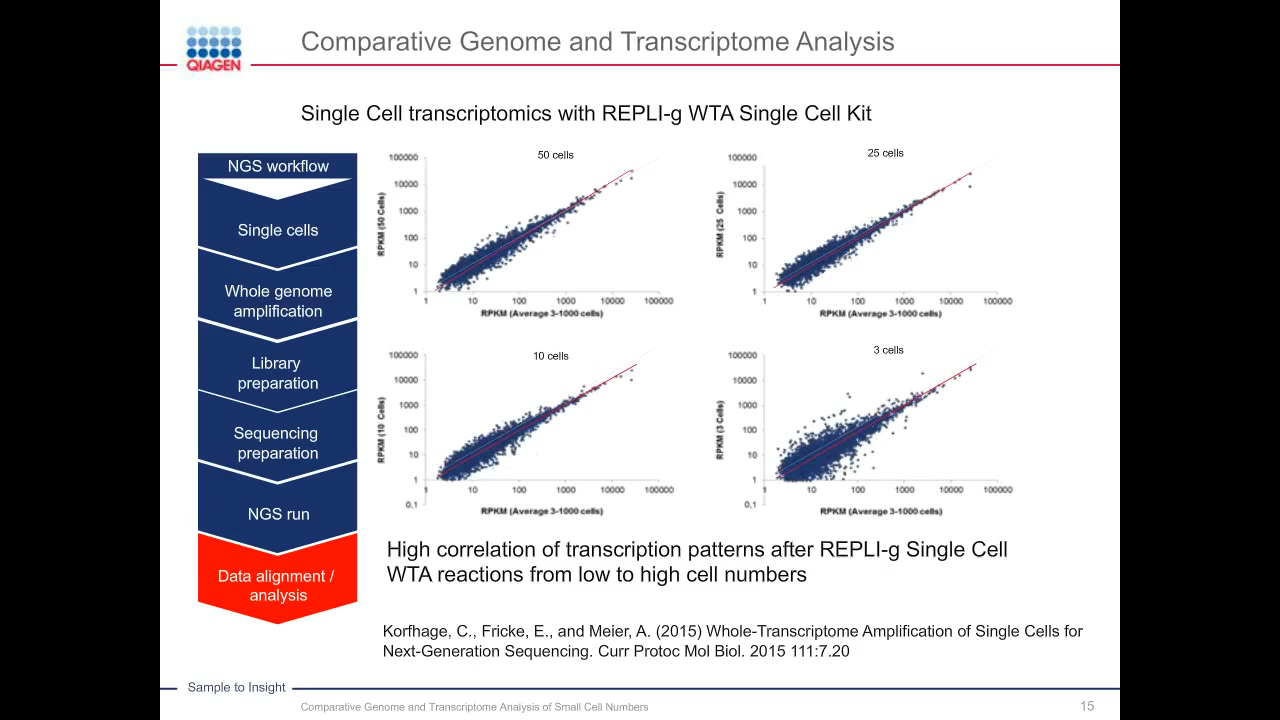 QIAGEN
Comparative Genome and Transcriptome Analysis
Single Cell transcriptomics with REPLI-g WTA Single Cell Kit
NGS workflow
Single cells
Whole genome
amplification
Library
preparation
Sequencing
preparation
NGS run
Data alignment /
analysis
50 cells
100000
10000
1000
100
10
1
RPKM (50 Cells)
1 10 100 1000 10000 100000
RPKM (Average 3-1000 cells)
25 cells
100000
10000
1000
100
10
1
RPKM (25 Cells)
1 10 100 1000 10000 100000
RPKM (Average 3-1000 cells)
10 cells
100000
10000
1000
100
10
1
0,1
RPKM (10 Cells)
1 10 100 1000 10000 100000
RPKM (Average 3-1000 cells)
3 cells
100000
10000
1000
100
10
1
0,1
RPKM (3 Cells)
1 10 100 1000 10000 100000
RPKM (Average 3-1000 cells)
High correlation of transcription patterns after REPLI-g Single Cell
WTA reactions from low to high cell numbers
Korfhage, C., Fricke, E., and Meier, A. (2015) Whole-Transcriptome Amplification of Single Cells for
Next-Generation Sequencing. Curr Protoc Mol Biol. 2015 111:7.20
Sample to Insight
Comparative Genome and Transcriptome Analysis of Small Cell Numbers
15